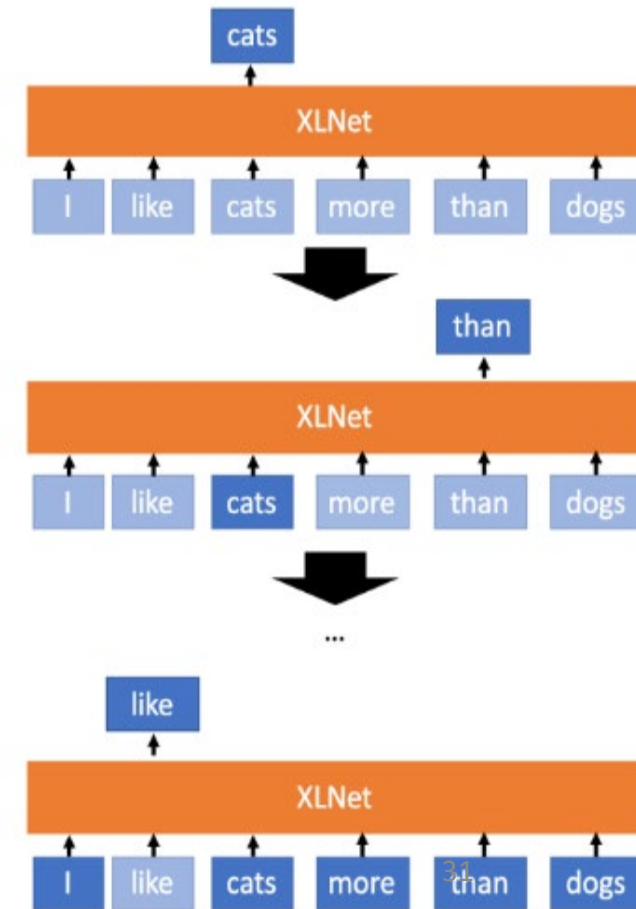 cats
XLNet
I like cats more than dogs
than
XLNet
I like cats more than dogs
...
like
XLNet
I like cats more than dogs
31